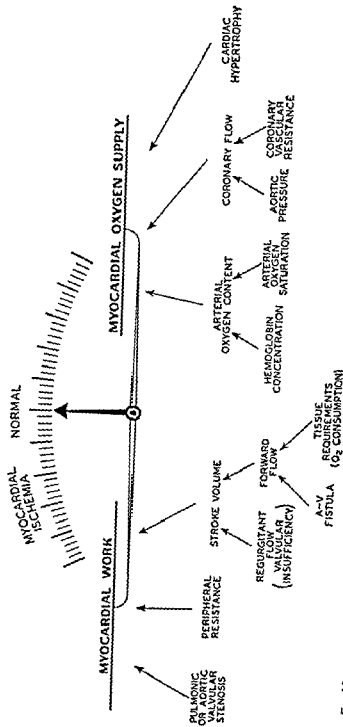 MYOCARDIAL
ISCHEMIA
NORMAL
MYOCARDIAL WORK
MYOCARDIAL OXYGEN SUPPLY
PULMONIC
OR AORTIC
VALVULAR
STENOSIS
PERIPHERAL
RESISTANCE
STROKE VOLUME
REGURGITANT
FLOW
(VALVULAR
INSUFFICIENCY)
FORWARD
FLOW
A-V
FISTULA
TISSUE
REQUIREMENTS
(O₂ CONSUMPTION)
ARTERIAL
OXYGEN CONTENT
HEMOGLOBIN
CONCENTRATION
ARTERIAL
OXYGEN
SATURATION
CORONARY FLOW
AORTIC
PRESSURE
CORONARY
VASCULAR
RESISTANCE
CARDIAC
HYPERTROPHY